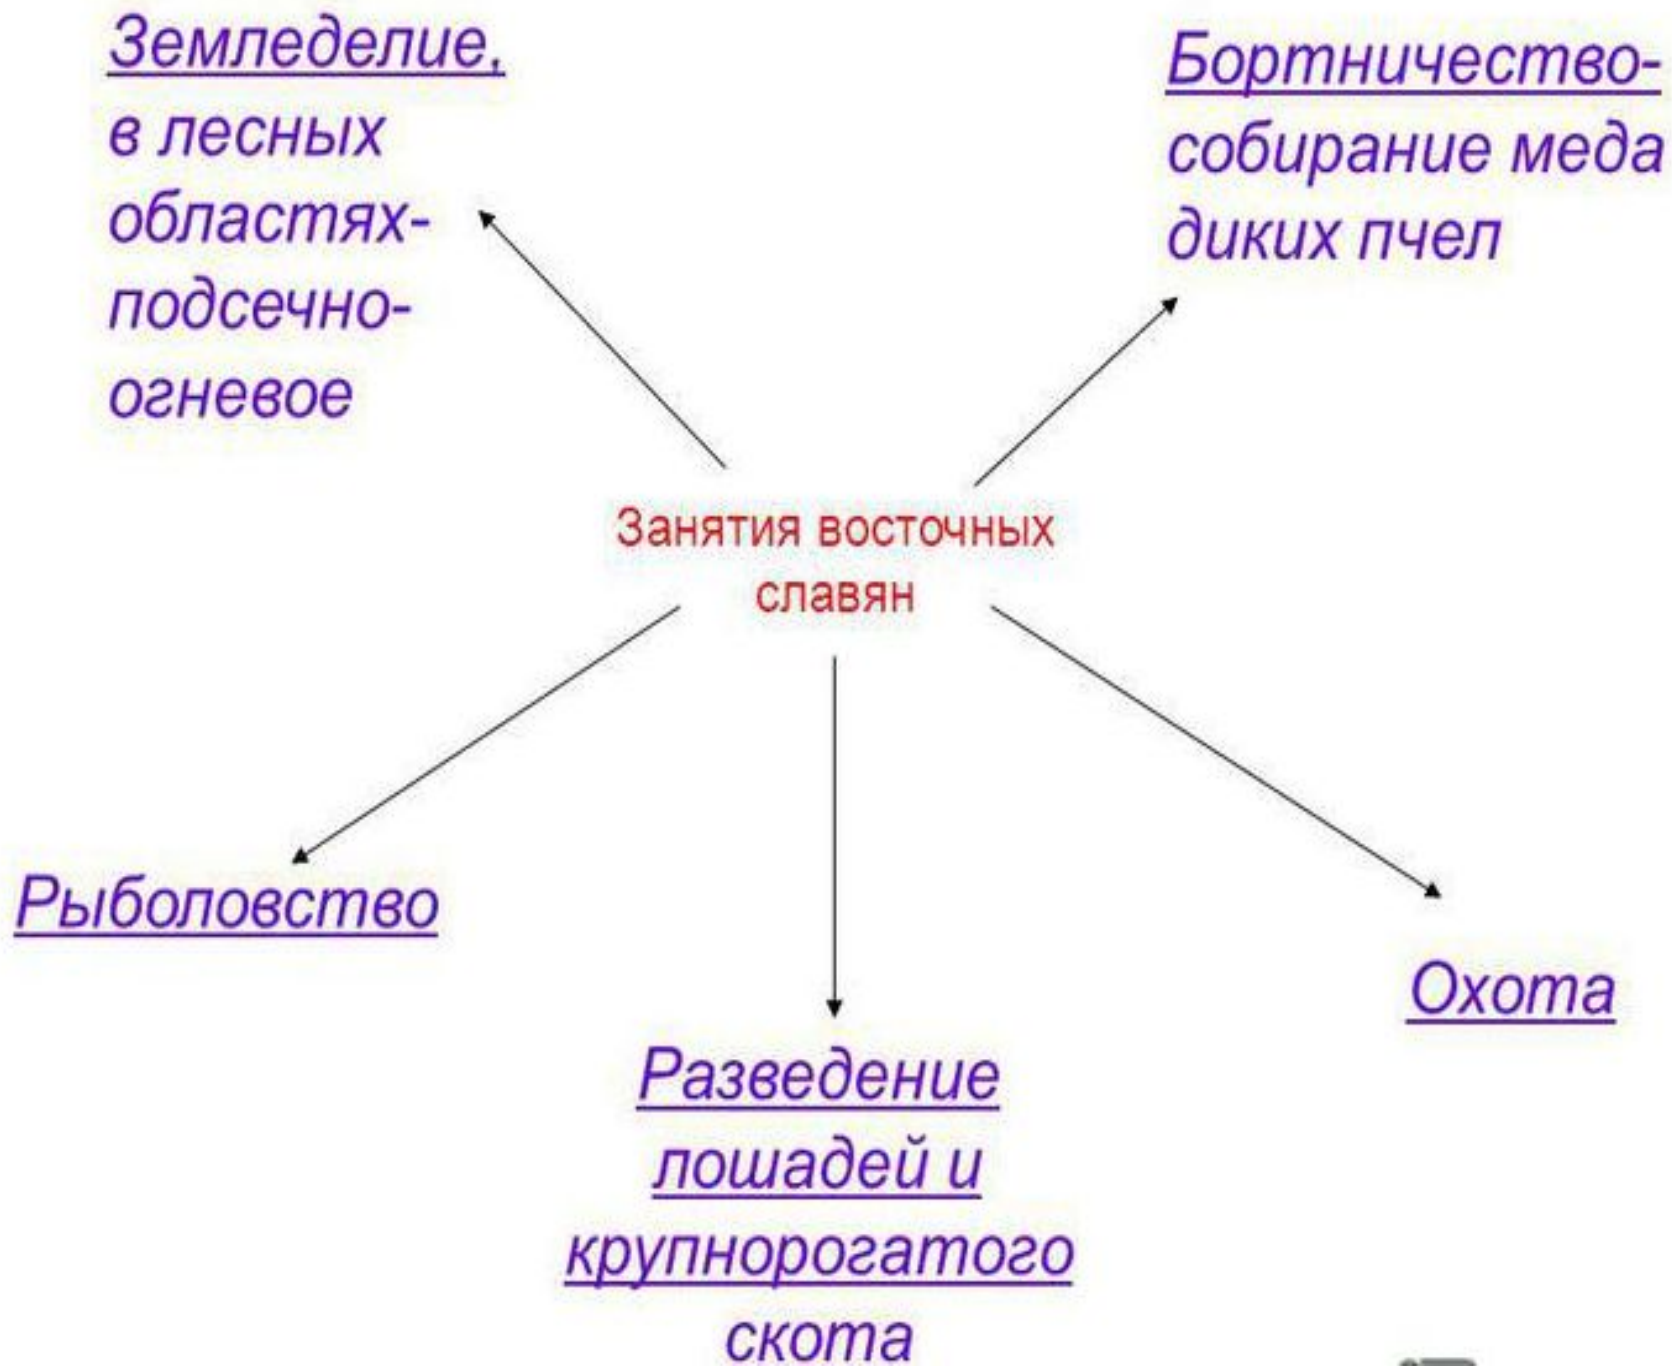 Земледелие,
в лесных
областях-
подсечно-
огневое
Бортничество-
собирание меда
диких пчел
Занятия восточных
славян
Рыболовство
Охота
Разведение
лошадей и
крупнорогатого
скота